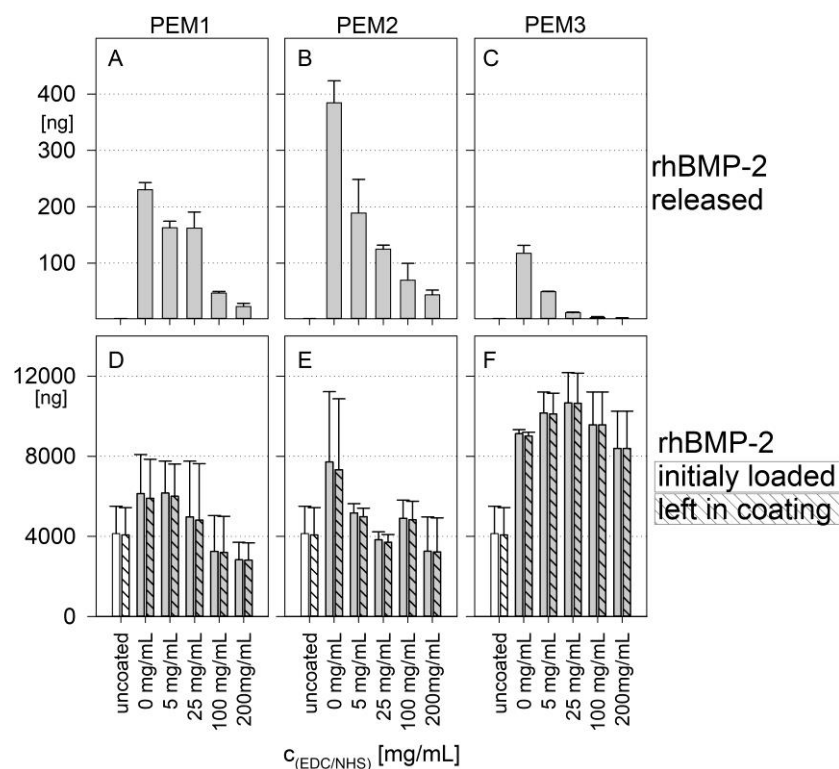 PEM1 PEM2 PEM3
A B C
400
[ng]
300
200
100
rhBMP-2
released
D E F
12000
[ng]
8000
4000
0
rhBMP-2
initialy loaded
left in coating
uncoated
0 mg/mL
5 mg/mL
25 mg/mL
100 mg/mL
200mg/mL
uncoated
0 mg/mL
5 mg/mL
25 mg/mL
100 mg/mL
200mg/mL
uncoated
0 mg/mL
5 mg/mL
25 mg/mL
100 mg/mL
200mg/mL
c(EDC/NHS) [mg/mL]